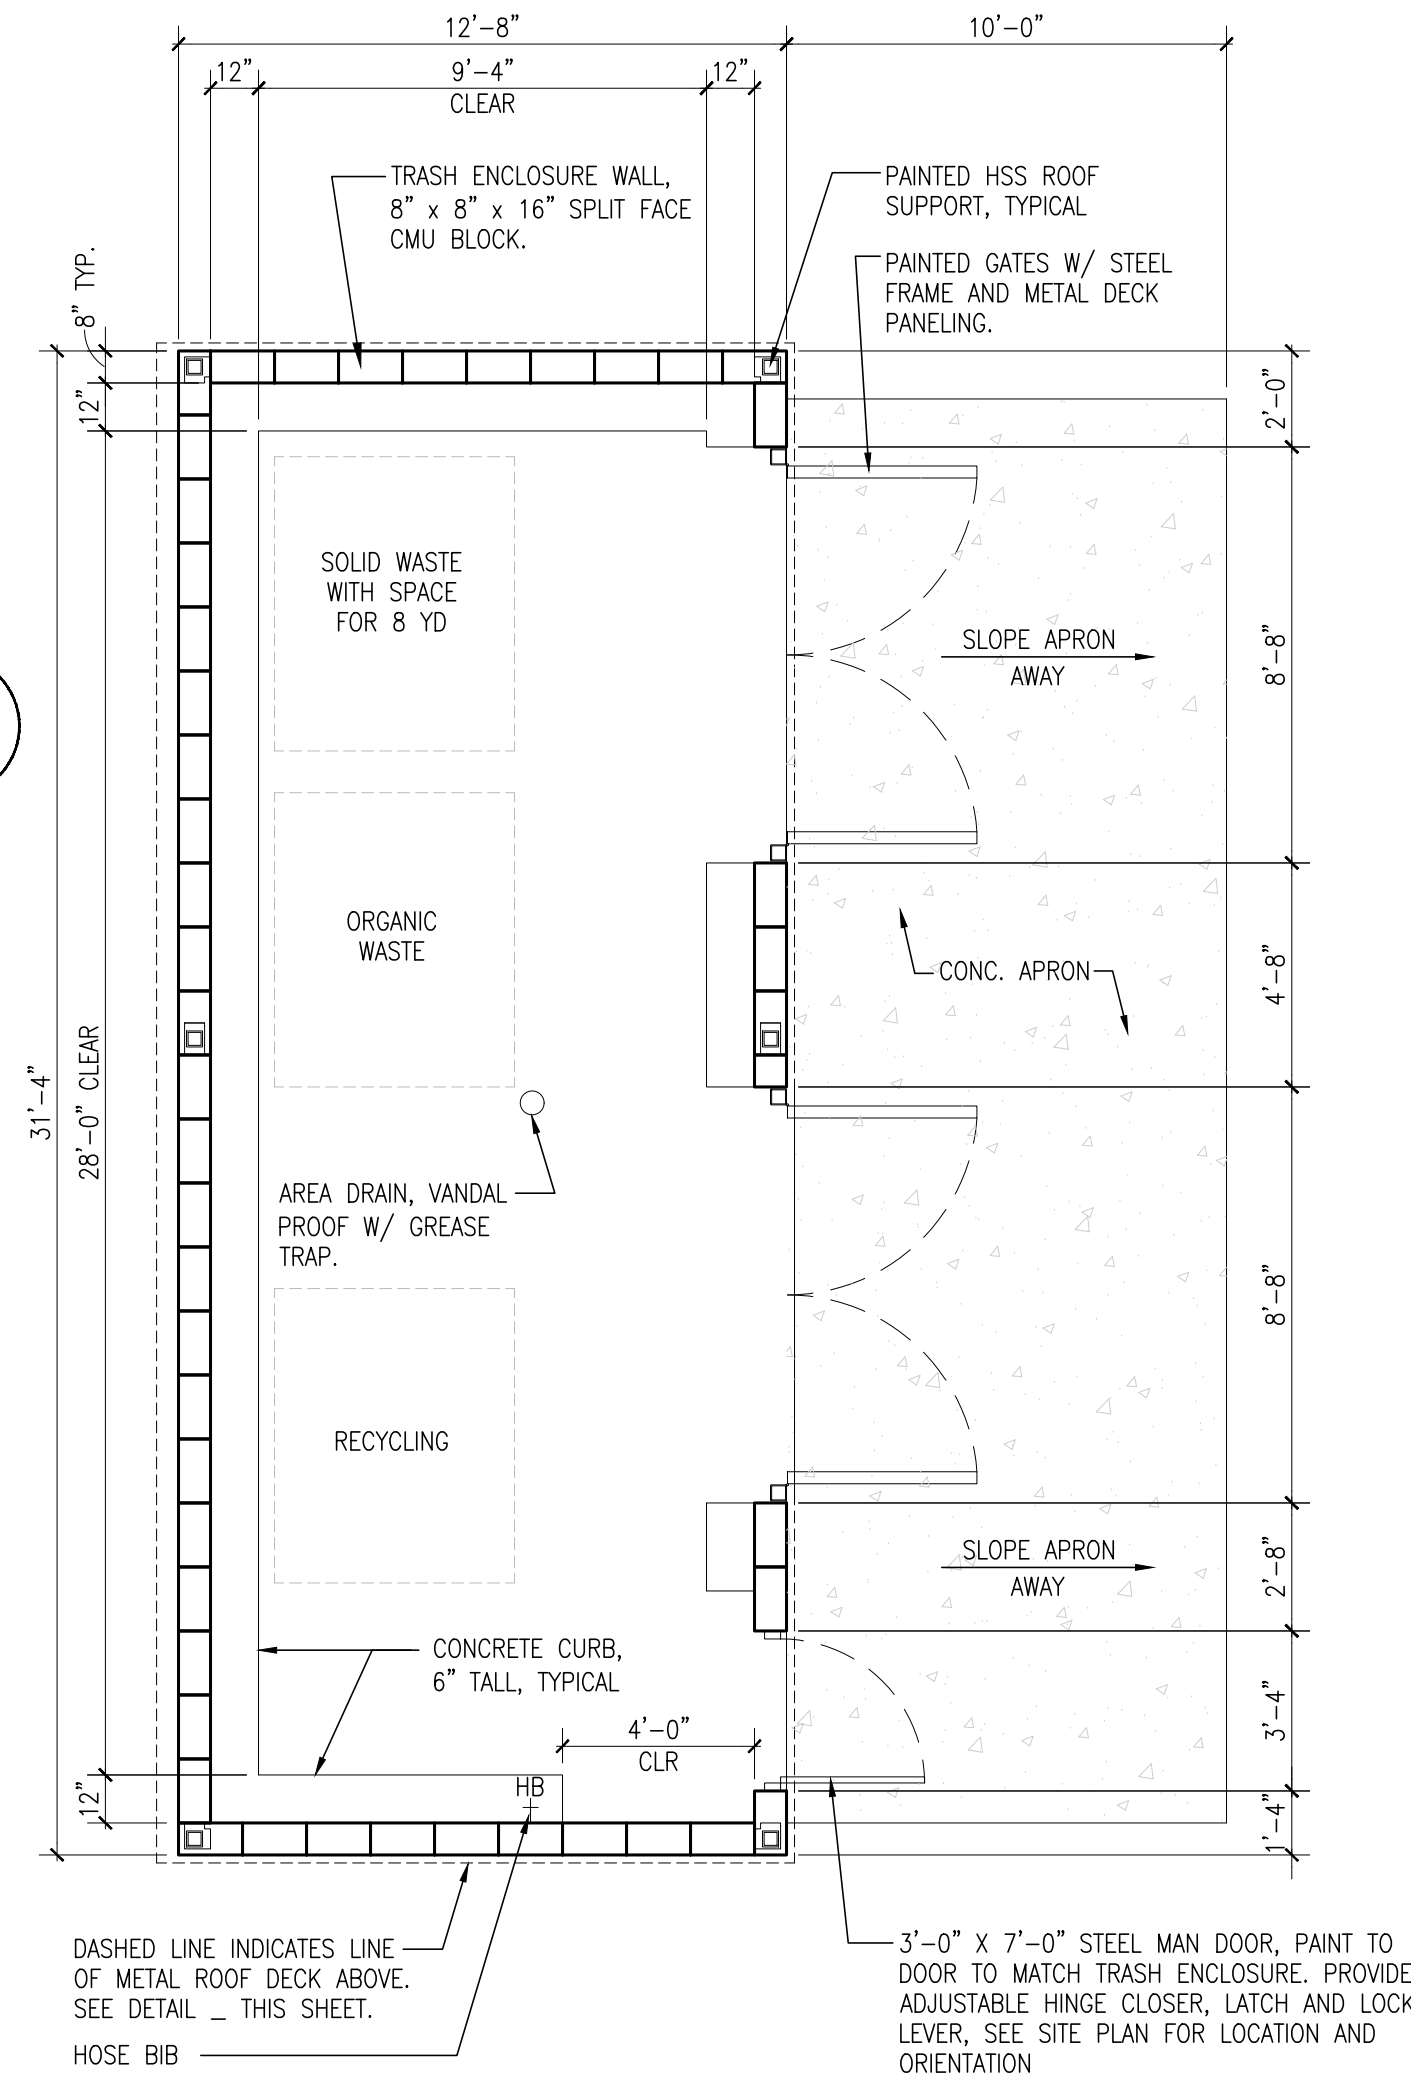 12'-8"
10'-0"
12"
9'-4"
12"
CLEAR
TRASH ENCLOSURE WALL,
8" x 8" x 16" SPLIT FACE
CMU BLOCK.
PAINTED HSS ROOF
SUPPORT, TYPICAL
PAINTED GATES W/ STEEL
FRAME AND METAL DECK
PANELING.
8" TYP.
12"
2'-0"
SOLID WASTE
WITH SPACE
FOR 8 YD
SLOPE APRON
AWAY
8'-8"
ORGANIC
WASTE
CONC. APRON
4'-8"
31'-4"
28'-0" CLEAR
AREA DRAIN, VANDAL
PROOF W/ GREASE
TRAP.
8'-8"
RECYCLING
SLOPE APRON
AWAY
2'-8"
CONCRETE CURB,
6" TALL, TYPICAL
4'-0"
CLR
3'-4"
HB
12"
1'-4"
DASHED LINE INDICATES LINE
OF METAL ROOF DECK ABOVE.
SEE DETAIL _ THIS SHEET.
HOSE BIB
3'-0" X 7'-0" STEEL MAN DOOR, PAINT TO
DOOR TO MATCH TRASH ENCLOSURE. PROVIDE
ADJUSTABLE HINGE CLOSER, LATCH AND LOCK
LEVER, SEE SITE PLAN FOR LOCATION AND
ORIENTATION